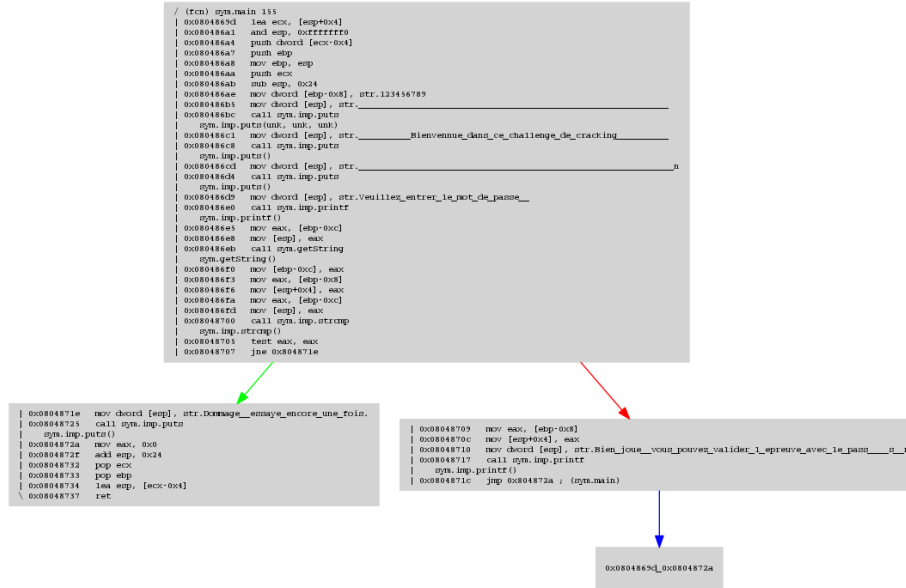 / (fcn) sym.main 155
| 0x0804869d   lea ecx, [esp+0x4]
| 0x080486a1   and esp, 0xfffffff0
| 0x080486a4   push dword [ecx-0x4]
| 0x080486a7   push ebp
| 0x080486a8   mov ebp, esp
| 0x080486aa   push ecx
| 0x080486ab   sub esp, 0x24
| 0x080486ae   mov dword [ebp-0x8], str.123456789
| 0x080486b5   mov dword [esp], str.____________________________________________________________
| 0x080486bc   call sym.imp.puts
|    sym.imp.puts(unk, unk, unk)
| 0x080486c1   mov dword [esp], str.__________Bienvennue_dans_ce_challenge_de_cracking__________
| 0x080486c8   call sym.imp.puts
|    sym.imp.puts()
| 0x080486cd   mov dword [esp], str.____________________________________________________________n
| 0x080486d4   call sym.imp.puts
|    sym.imp.puts()
| 0x080486d9   mov dword [esp], str.Veuillez_entrer_le_mot_de_passe__
| 0x080486e0   call sym.imp.printf
|    sym.imp.printf()
| 0x080486e5   mov eax, [ebp-0xc]
| 0x080486e8   mov [esp], eax
| 0x080486eb   call sym.getString
|    sym.getString()
| 0x080486f0   mov [ebp-0xc], eax
| 0x080486f3   mov eax, [ebp-0x8]
| 0x080486f6   mov [esp+0x4], eax
| 0x080486fa   mov eax, [ebp-0xc]
| 0x080486fd   mov [esp], eax
| 0x08048700   call sym.imp.strcmp
|    sym.imp.strcmp()
| 0x08048705   test eax, eax
| 0x08048707   jne 0x804871e
| 0x0804871e   mov dword [esp], str.Dommage__essaye_encore_une_fois.
| 0x08048725   call sym.imp.puts
|    sym.imp.puts()
| 0x0804872a   mov eax, 0x0
| 0x0804872f   add esp, 0x24
| 0x08048732   pop ecx
| 0x08048733   pop ebp
| 0x08048734   lea esp, [ecx-0x4]
\ 0x08048737   ret
| 0x08048709   mov eax, [ebp-0x8]
| 0x0804870c   mov [esp+0x4], eax
| 0x08048710   mov dword [esp], str.Bien_joue__vous_pouvez_valider_l_epreuve_avec_le_pass____s__n
| 0x08048717   call sym.imp.printf
|    sym.imp.printf()
| 0x0804871c   jmp 0x804872a ; (sym.main)
0x0804869d_0x0804872a